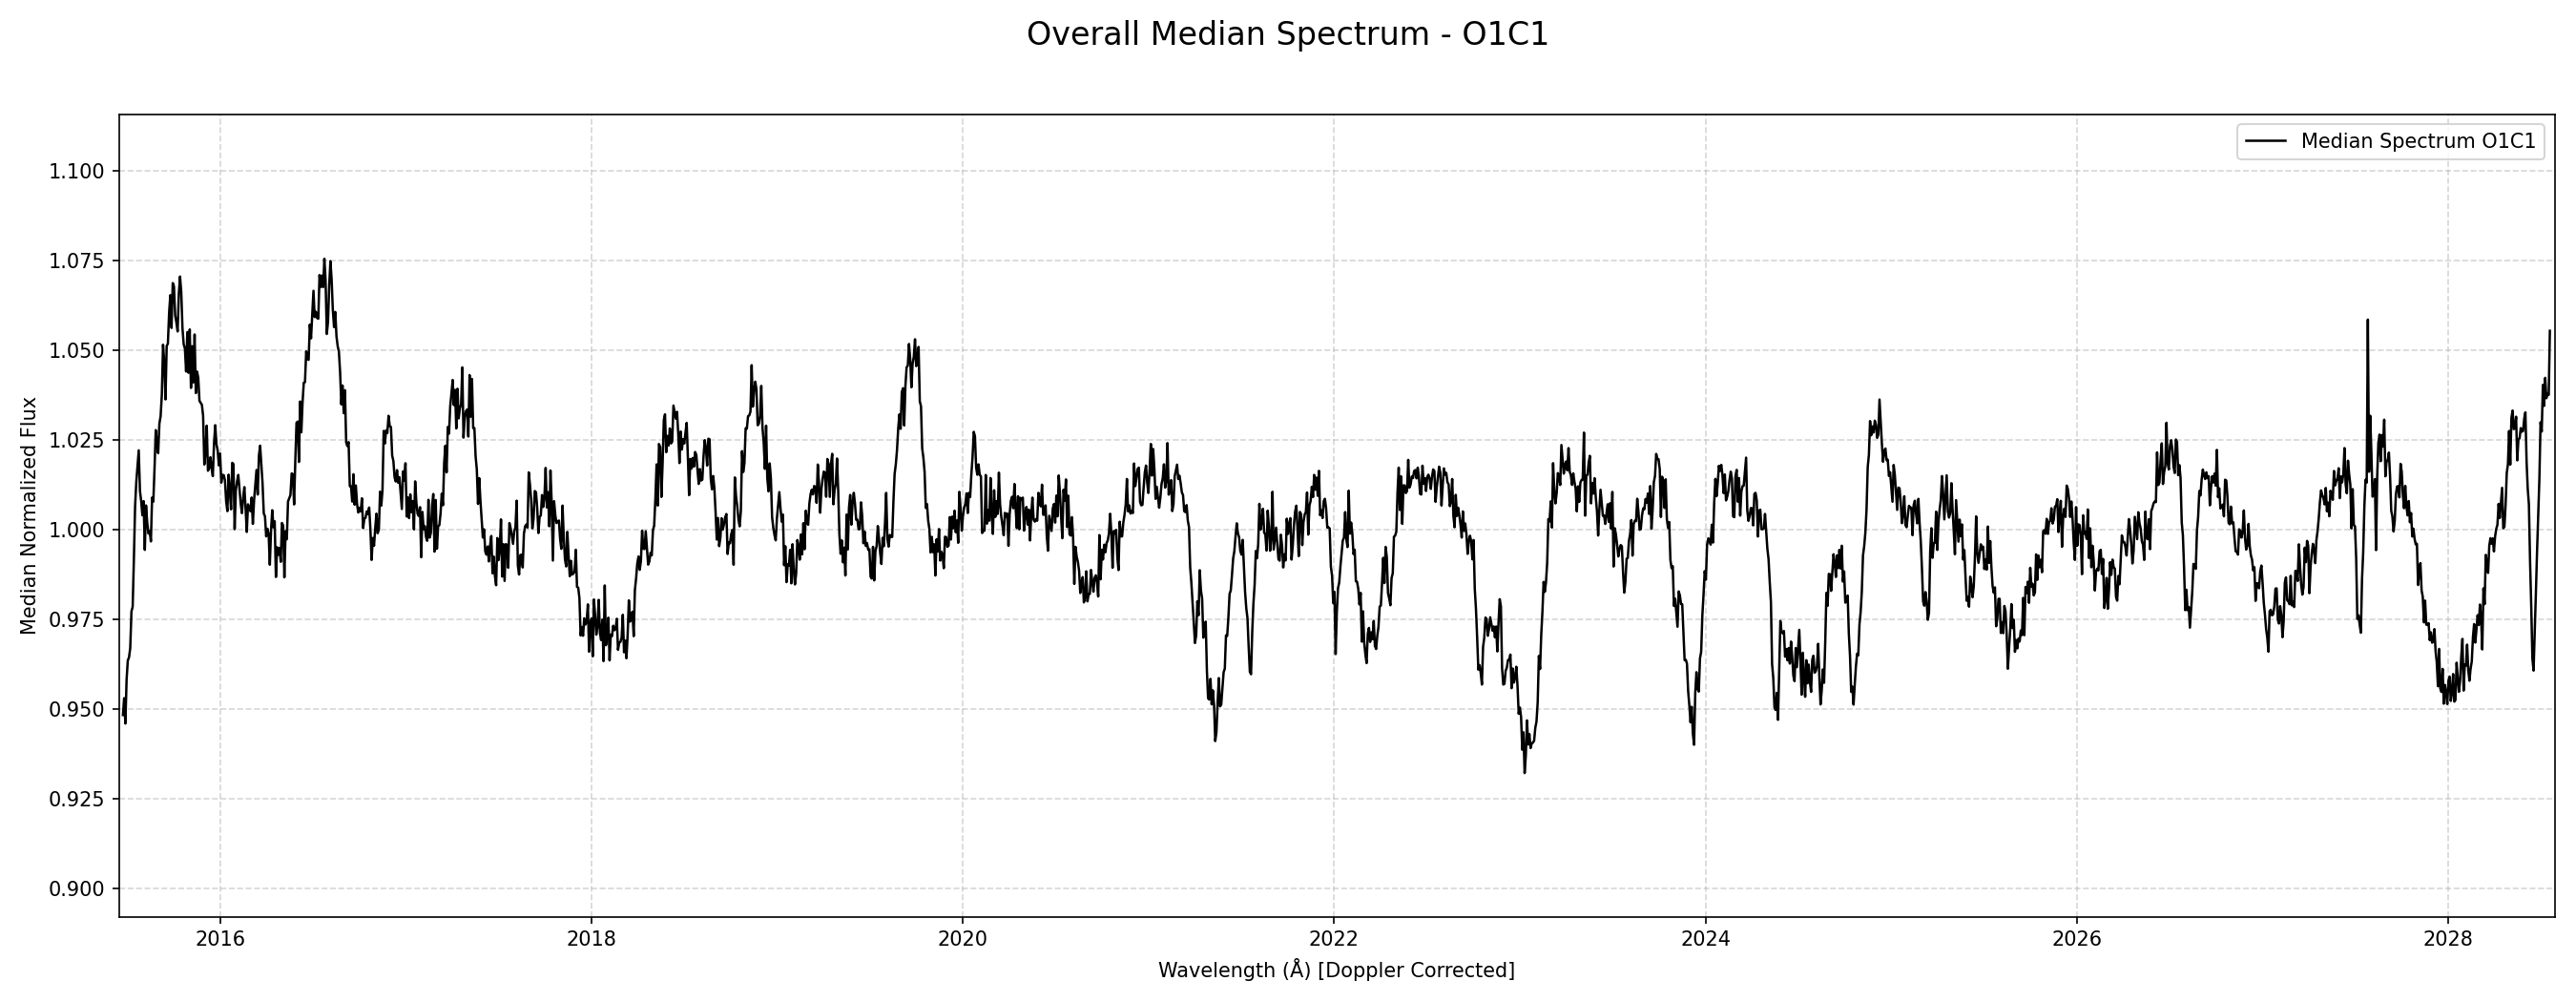 Overall Median Spectrum - O1C1
Median Spectrum O1C1
Median Normalized Flux
1.100
1.075
1.050
1.025
1.000
0.975
0.950
0.925
0.900
2016 2018 2020 2022 2024 2026 2028
Wavelength (Å) [Doppler Corrected]